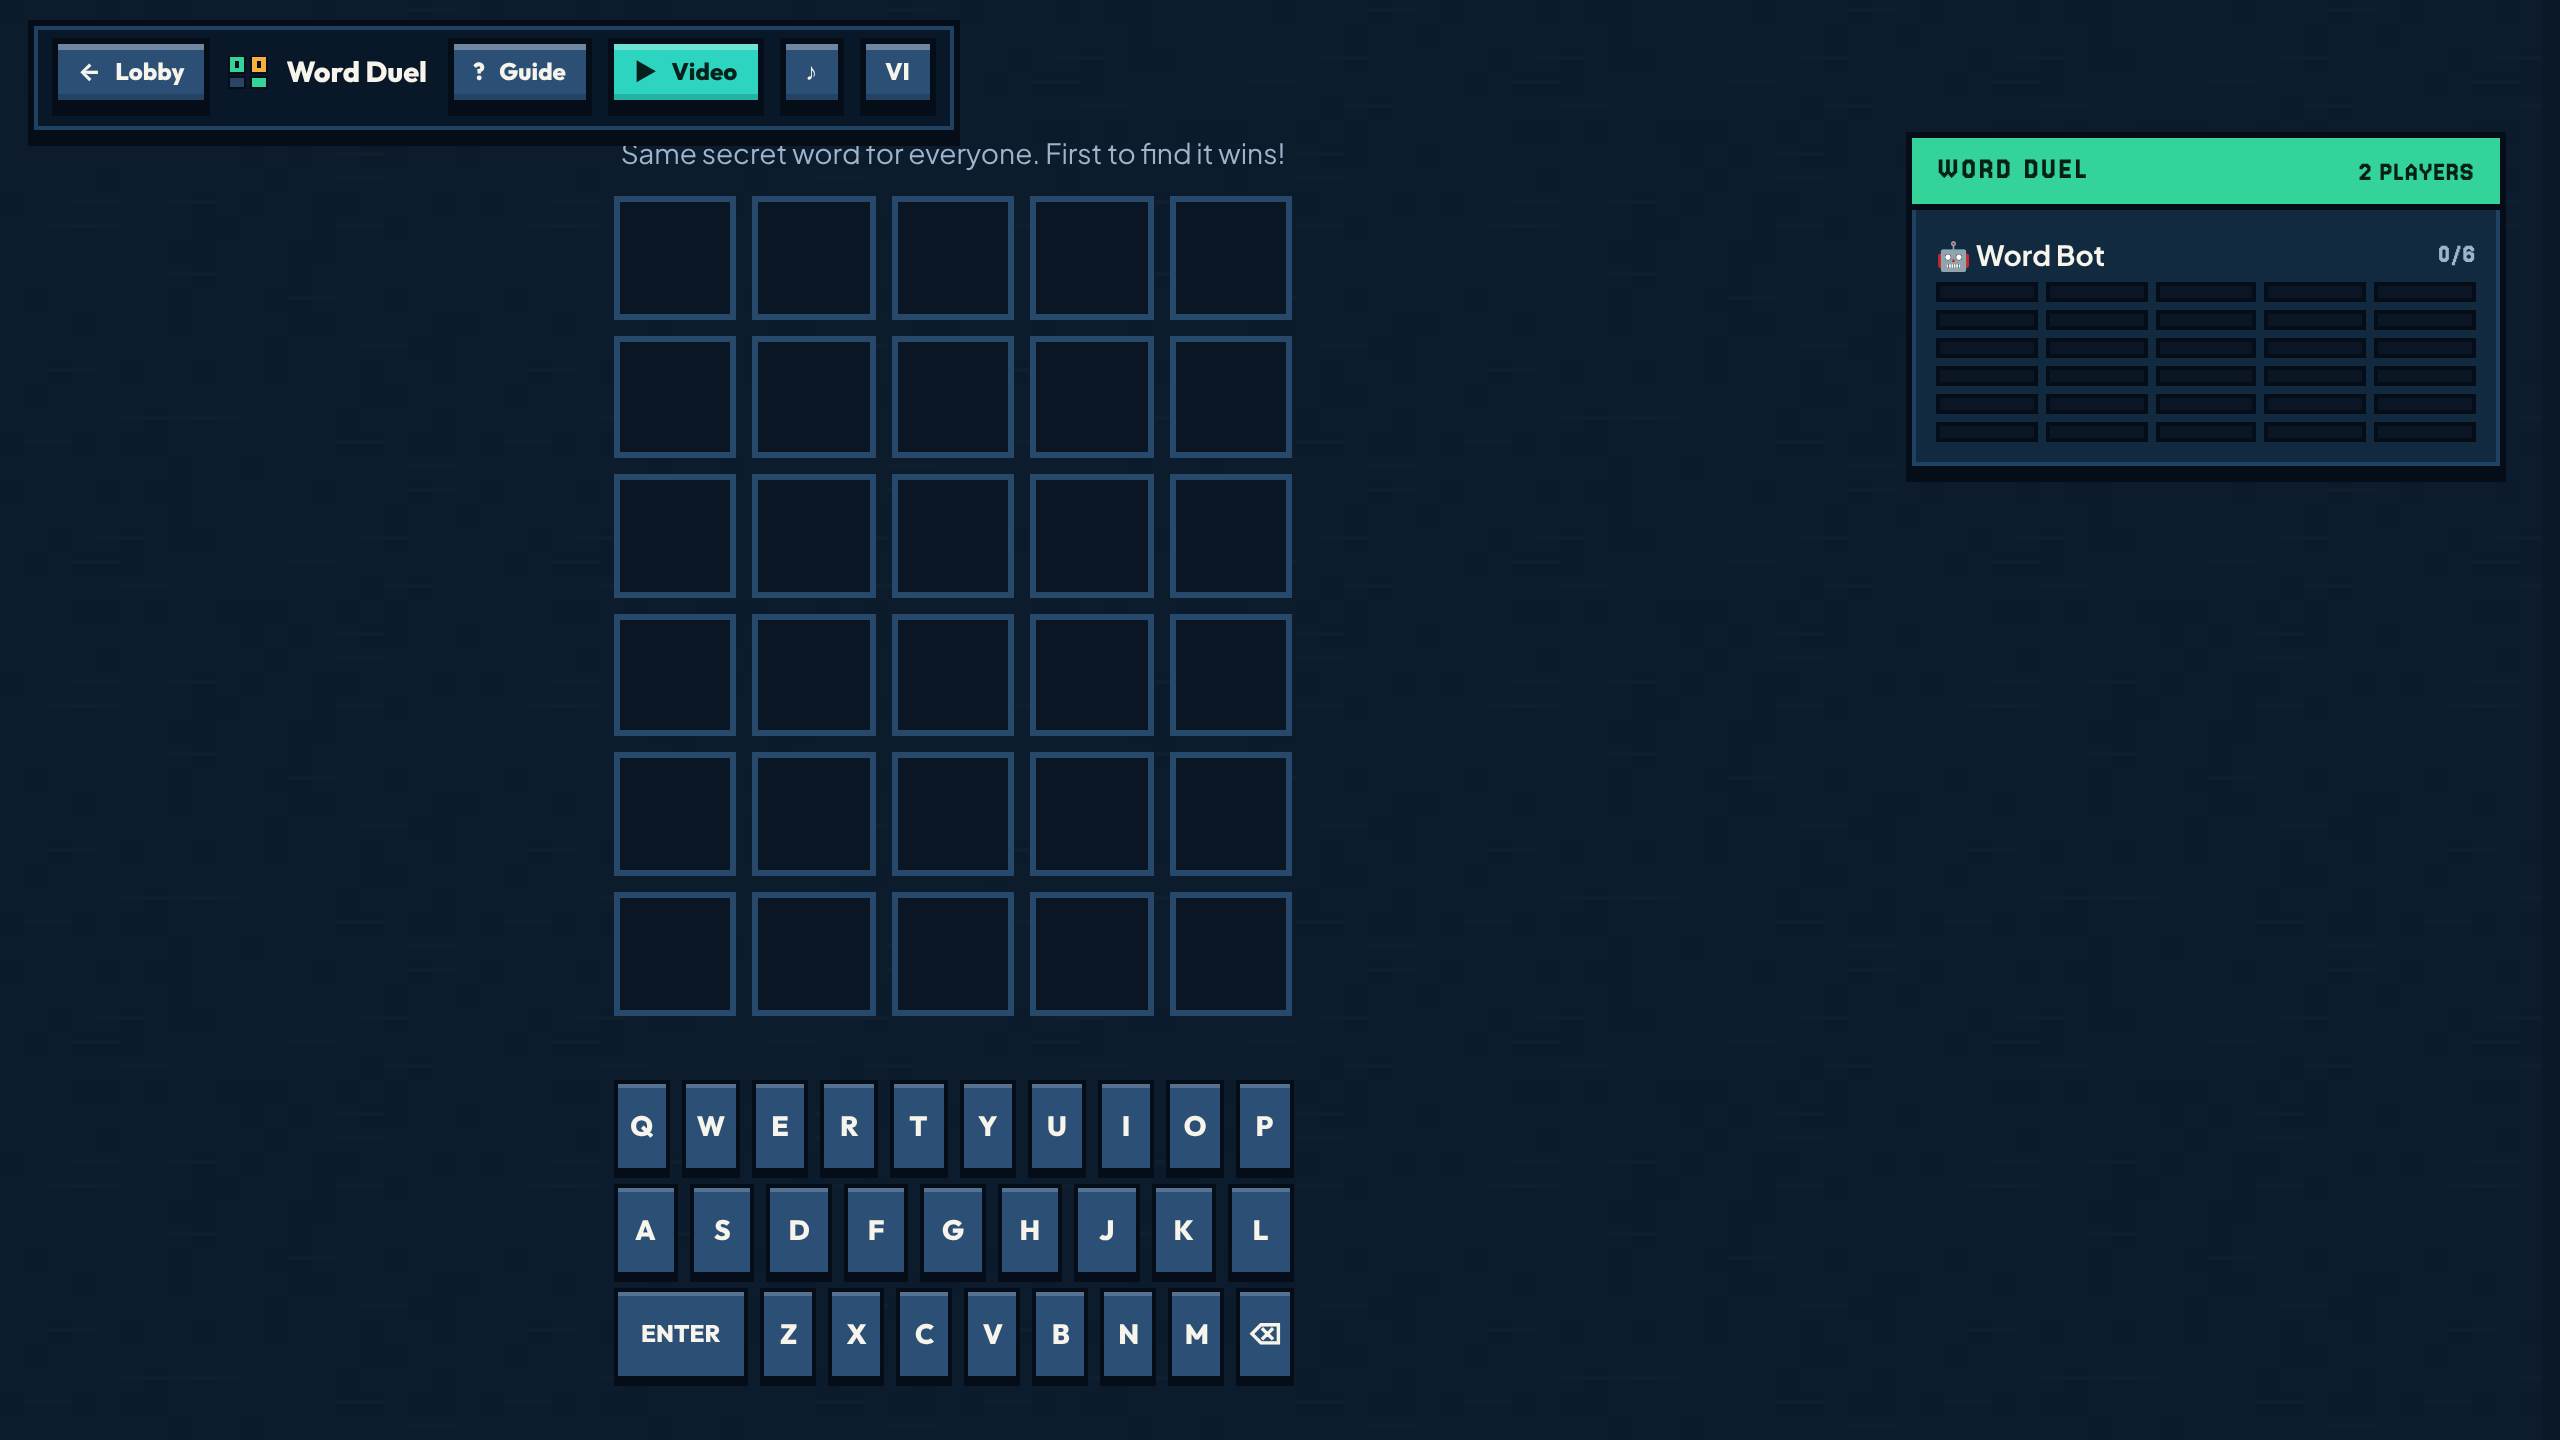 ← Lobby Word Duel ? Guide ▶ Video ♪ VI
Same secret word for everyone. First to find it wins!
WORD DUEL 2 PLAYERS
🤖 Word Bot 0/6
Q W E R T Y U I O P
A S D F G H J K L
ENTER Z X C V B N M ⌫